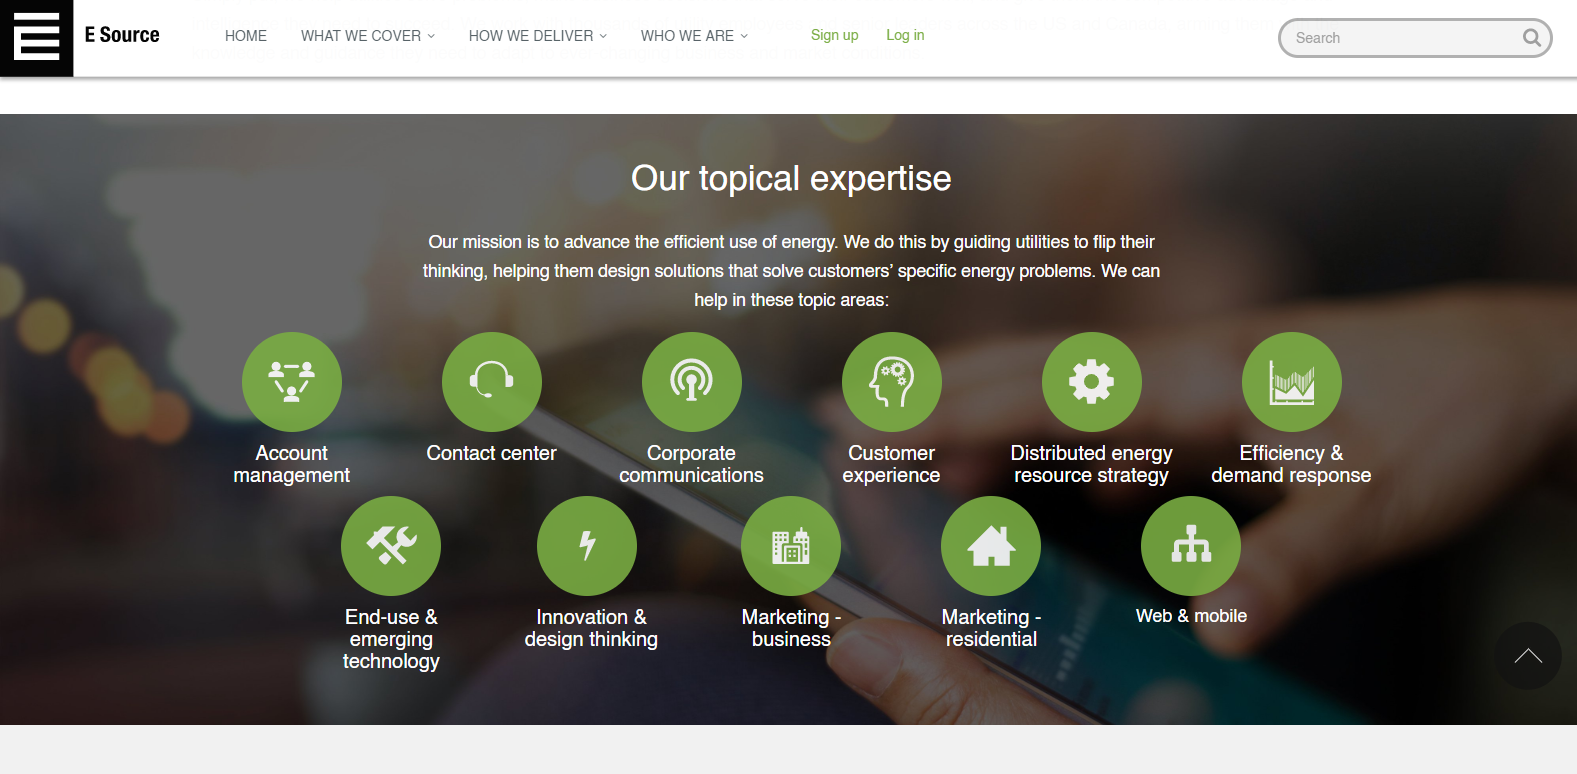 E Source
HOME
WHAT WE COVER
HOW WE DELIVER
WHO WE ARE
Sign up
Log in
Search
Our topical expertise
Our mission is to advance the efficient use of energy. We do this by guiding utilities to flip their
thinking, helping them design solutions that solve customers’ specific energy problems. We can
help in these topic areas:
Account
management
Contact center
Corporate
communications
Customer
experience
Distributed energy
resource strategy
Efficiency &
demand response
End-use &
emerging
technology
Innovation &
design thinking
Marketing -
business
Marketing -
residential
Web & mobile